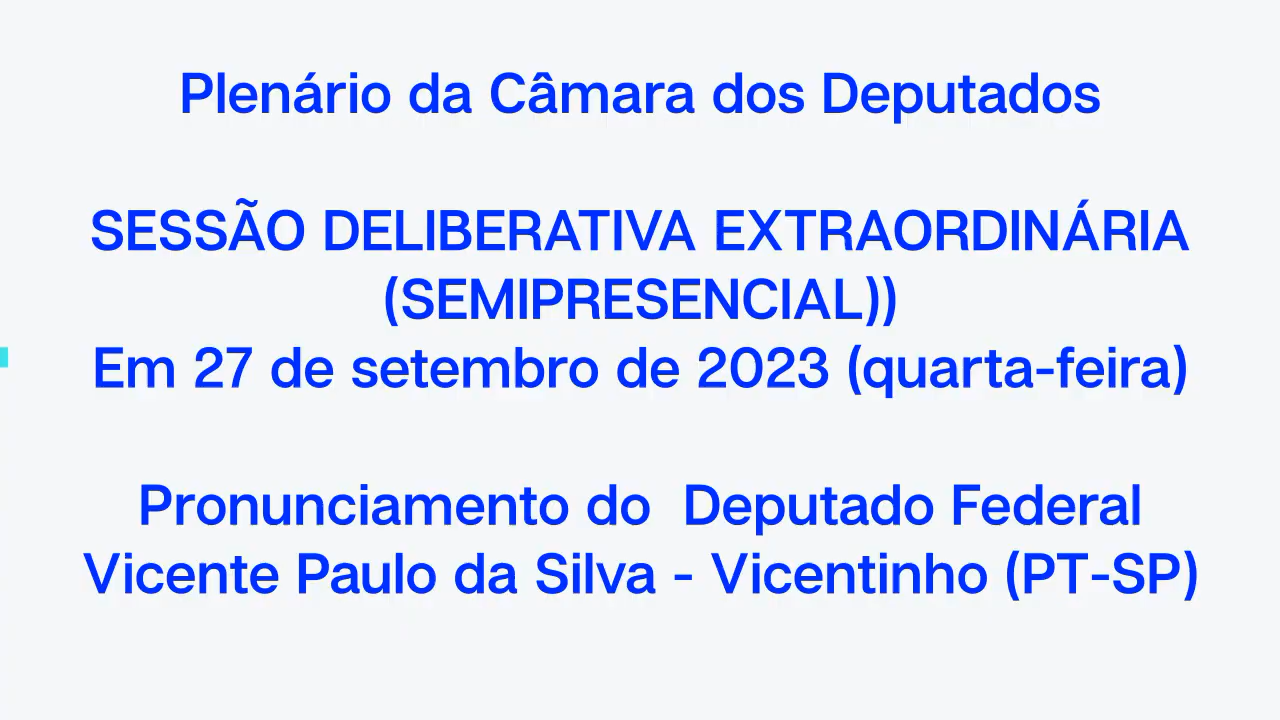 Plenário da Câmara dos Deputados
SESSÃO DELIBERATIVA EXTRAORDINÁRIA
(SEMIPRESENCIAL))
Em 27 de setembro de 2023 (quarta-feira)
Pronunciamento do  Deputado Federal
Vicente Paulo da Silva - Vicentinho (PT-SP)